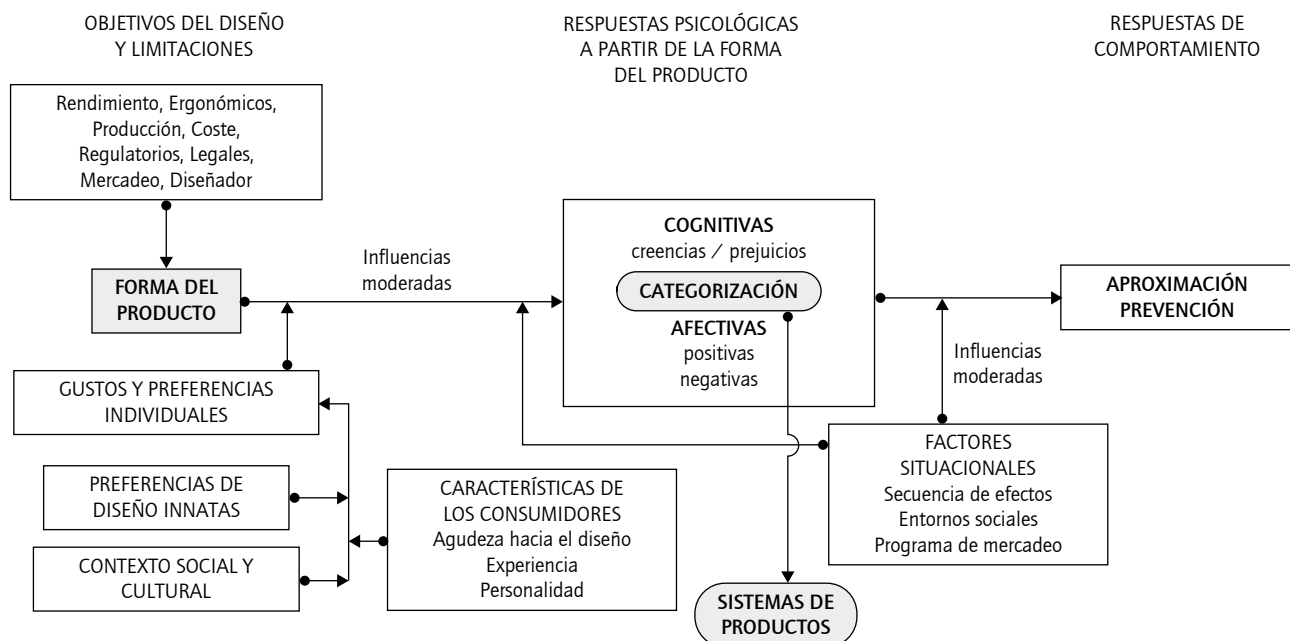 OBJETIVOS DEL DISEÑO
Y LIMITACIONES
RESPUESTAS PSICOLÓGICAS
A PARTIR DE LA FORMA
DEL PRODUCTO
RESPUESTAS DE
COMPORTAMIENTO
Rendimiento, Ergonómicos,
Producción, Coste,
Regulatorios, Legales,
Mercadeo, Diseñador
FORMA DEL
PRODUCTO
Influencias
moderadas
COGNITIVAS
creencias / prejuicios
CATEGORIZACIÓN
AFECTIVAS
positivas
negativas
APROXIMACIÓN
PREVENCIÓN
Influencias
moderadas
GUSTOS Y PREFERENCIAS
INDIVIDUALES
PREFERENCIAS DE
DISEÑO INNATAS
CONTEXTO SOCIAL Y
CULTURAL
CARACTERÍSTICAS DE
LOS CONSUMIDORES
Agudeza hacia el diseño
Experiencia
Personalidad
FACTORES
SITUACIONALES
Secuencia de efectos
Entornos sociales
Programa de mercadeo
SISTEMAS DE
PRODUCTOS